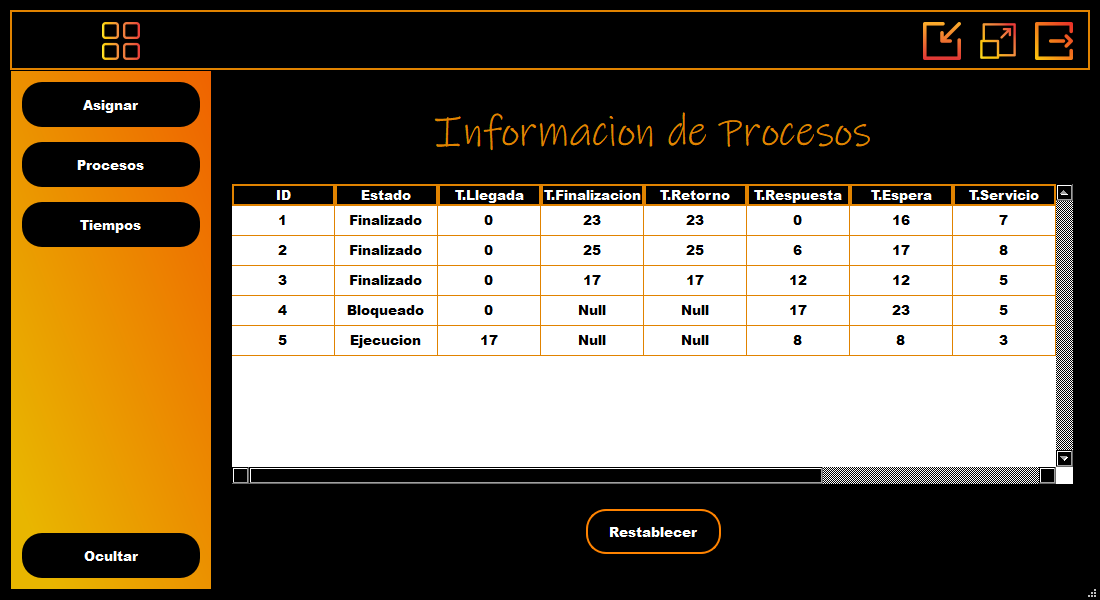 Asignar
Procesos
Tiempos
Ocultar
Informacion de Procesos
ID Estado T.Llegada T.Finalizacion T.Retorno T.Respuesta T.Espera T.Servicio
1 Finalizado 0 23 23 0 16 7
2 Finalizado 0 25 25 6 17 8
3 Finalizado 0 17 17 12 12 5
4 Bloqueado 0 Null Null 17 23 5
5 Ejecucion 17 Null Null 8 8 3
Restablecer